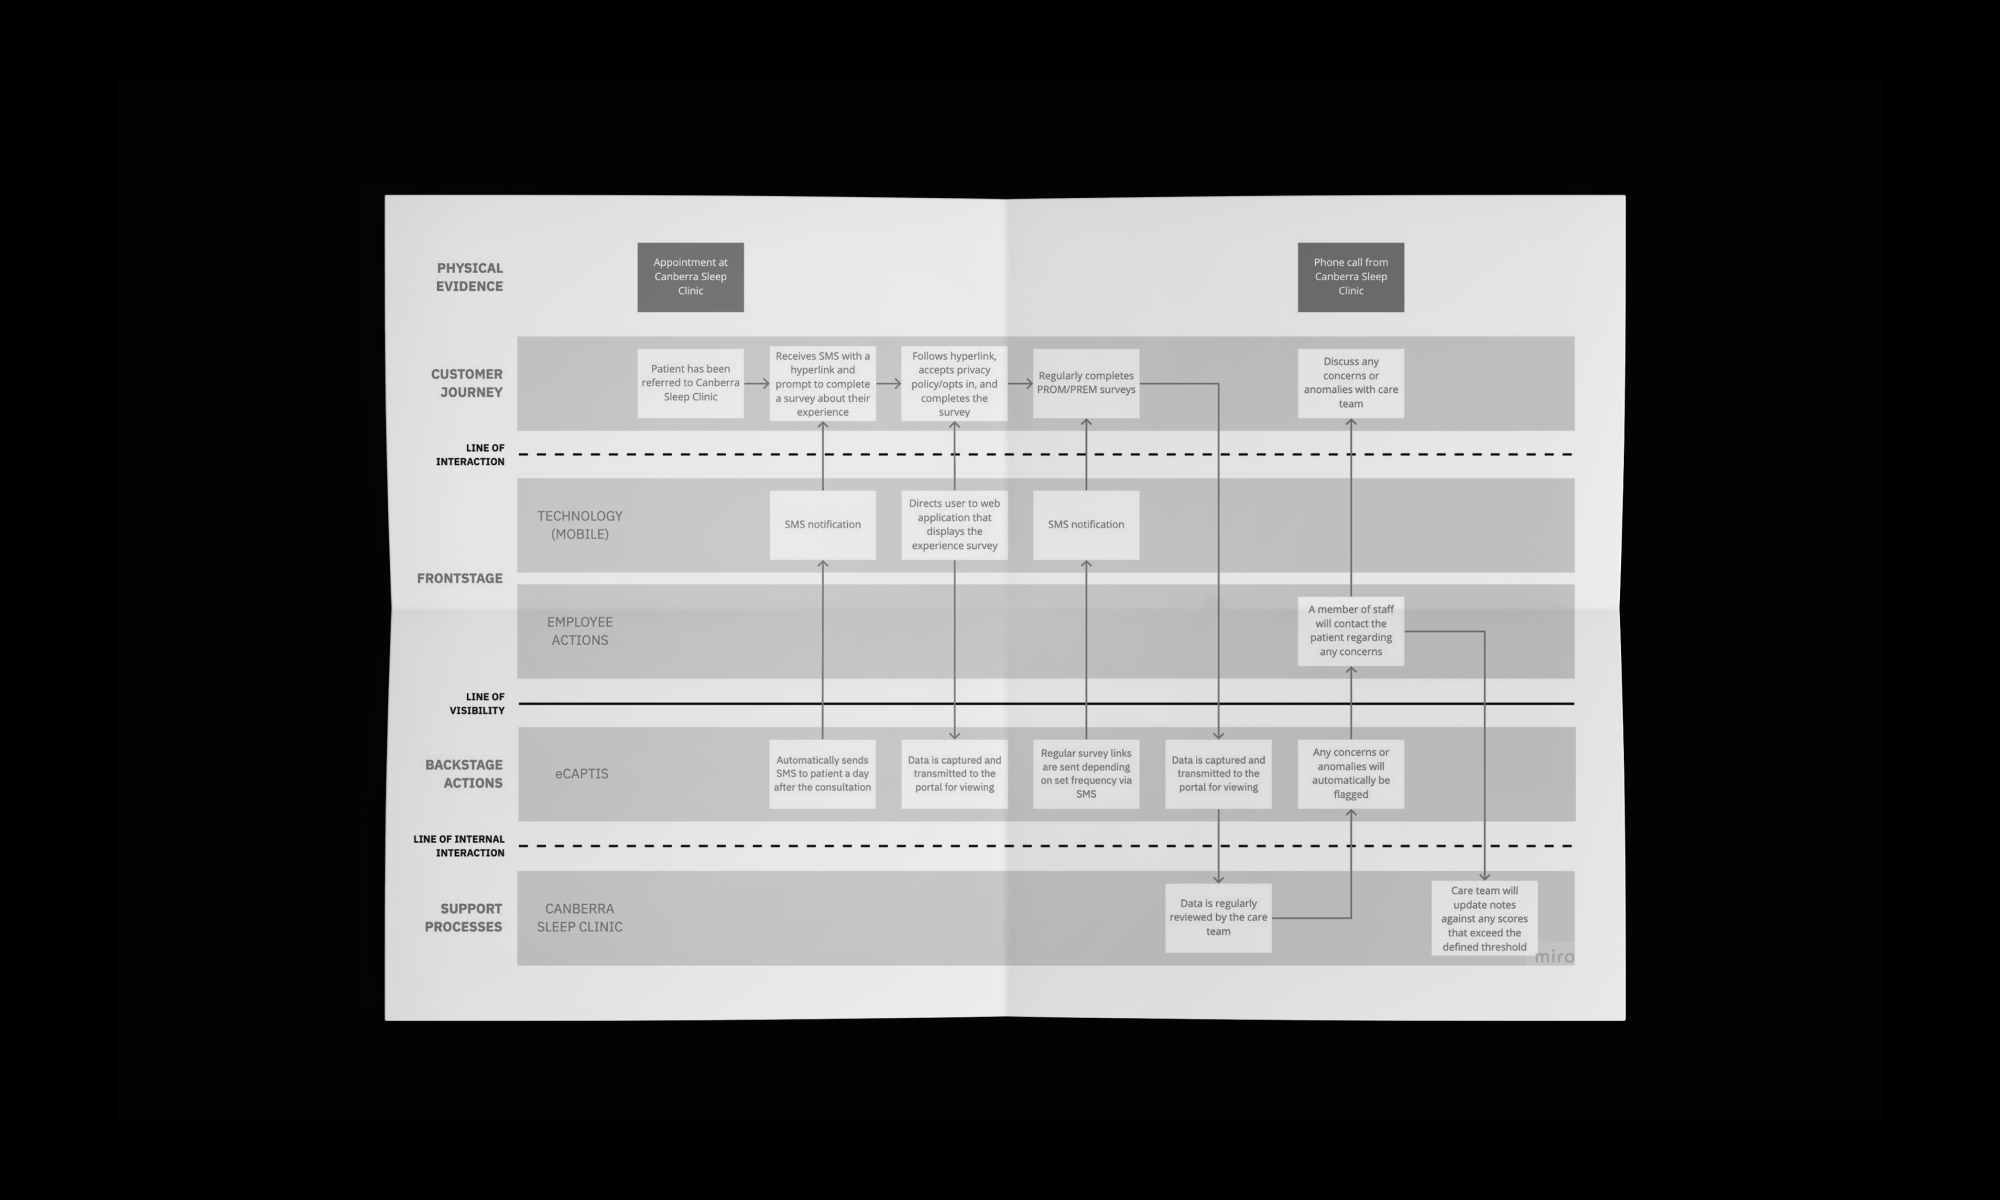 PHYSICAL
EVIDENCE
Appointment at
Canberra Sleep
Clinic
Phone call from
Canberra Sleep
Clinic
CUSTOMER
JOURNEY
Patient has been
referred to Canberra
Sleep Clinic
Receives SMS with a
hyperlink and
prompt to complete
a survey about their
experience
Follows hyperlink,
accepts privacy
policy/opts in, and
completes the
survey
Regularly completes
PROM/PREM surveys
Discuss any
concerns or
anomalies with care
team
LINE OF
INTERACTION
FRONTSTAGE
TECHNOLOGY
(MOBILE)
SMS notification
Directs user to web
application that
displays the
experience survey
SMS notification
EMPLOYEE
ACTIONS
A member of staff
will contact the
patient regarding
any concerns
LINE OF
VISIBILITY
BACKSTAGE
ACTIONS
eCAPTIS
Automatically sends
SMS to patient a day
after the consultation
Data is captured and
transmitted to the
portal for viewing
Regular survey links
are sent depending
on set frequency via
SMS
Data is captured and
transmitted to the
portal for viewing
Any concerns or
anomalies will
automatically be
flagged
LINE OF INTERNAL
INTERACTION
SUPPORT
PROCESSES
CANBERRA
SLEEP CLINIC
Data is regularly
reviewed by the care
team
Care team will
update notes
against any scores
that exceed the
defined threshold
miro